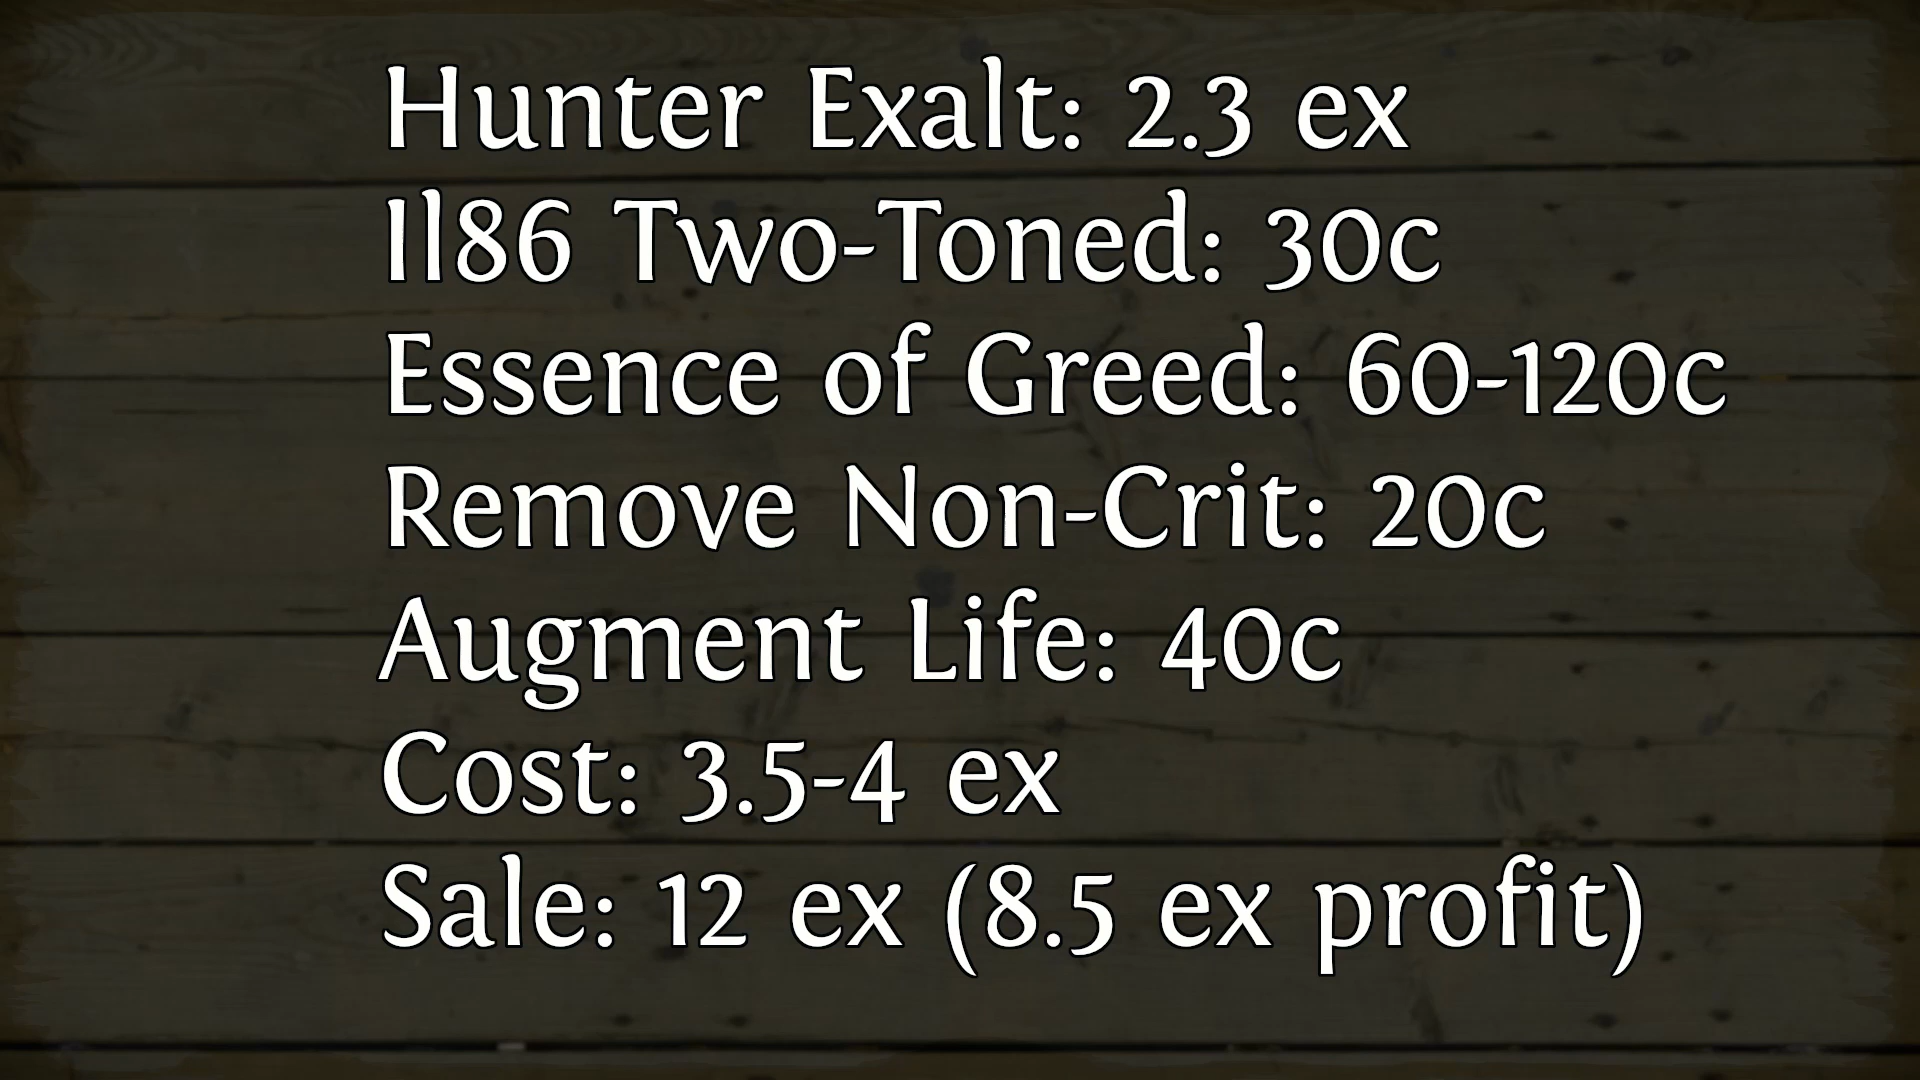 Hunter Exalt: 2.3 ex
Il86 Two-Toned: 30c
Essence of Greed: 60-120c
Remove Non-Crit: 20c
Augment Life: 40c
Cost: 3.5-4 ex
Sale: 12 ex (8.5 ex profit)